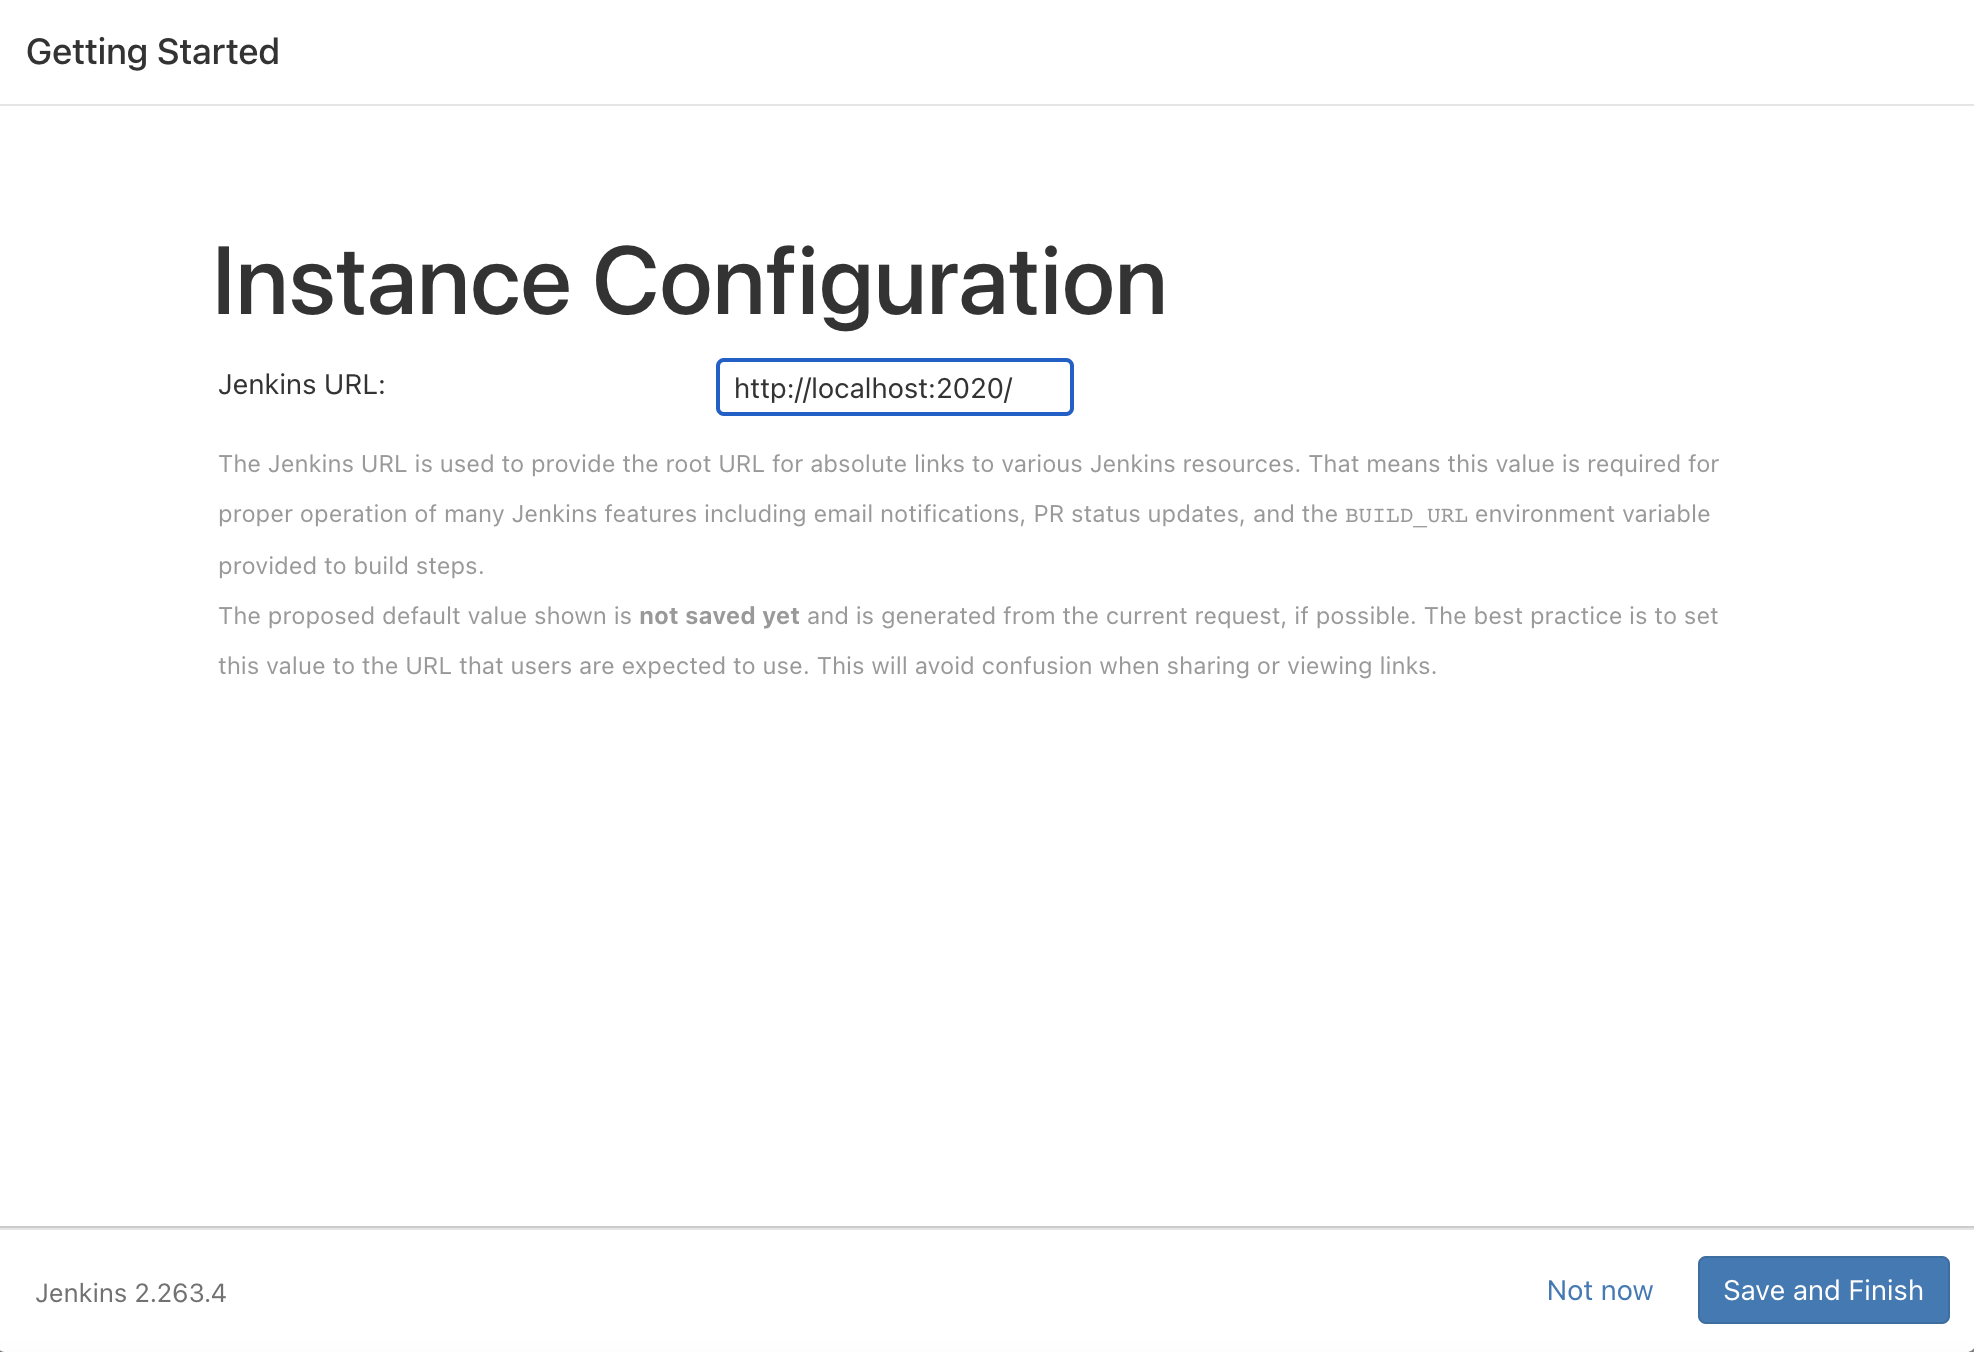 Getting Started
Instance Configuration
Jenkins URL:
http://localhost:2020/
The Jenkins URL is used to provide the root URL for absolute links to various Jenkins resources. That means this value is required for
proper operation of many Jenkins features including email notifications, PR status updates, and the BUILD_URL environment variable
provided to build steps.
The proposed default value shown is not saved yet and is generated from the current request, if possible. The best practice is to set
this value to the URL that users are expected to use. This will avoid confusion when sharing or viewing links.
Jenkins 2.263.4
Not now
Save and Finish